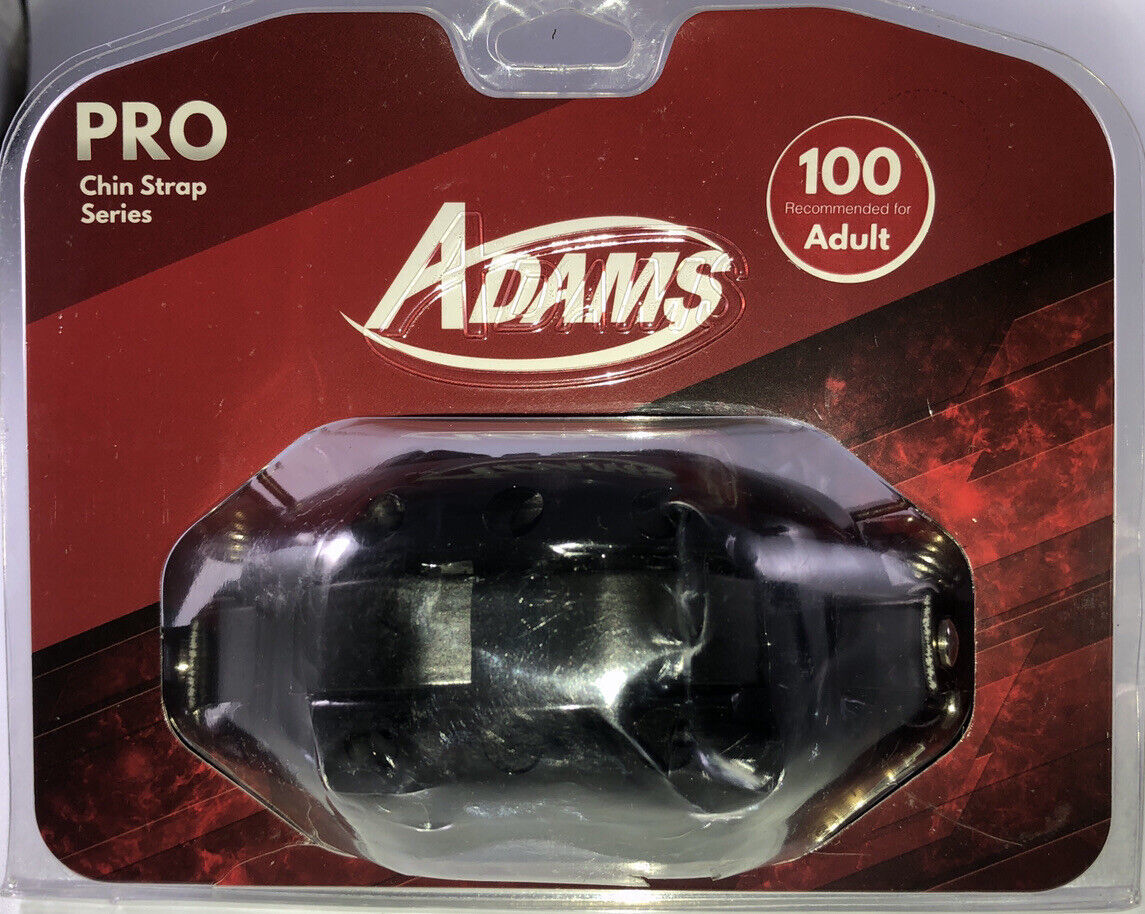 PRO
Chin Strap
Series
100
Recommended for
Adult
ADAMS